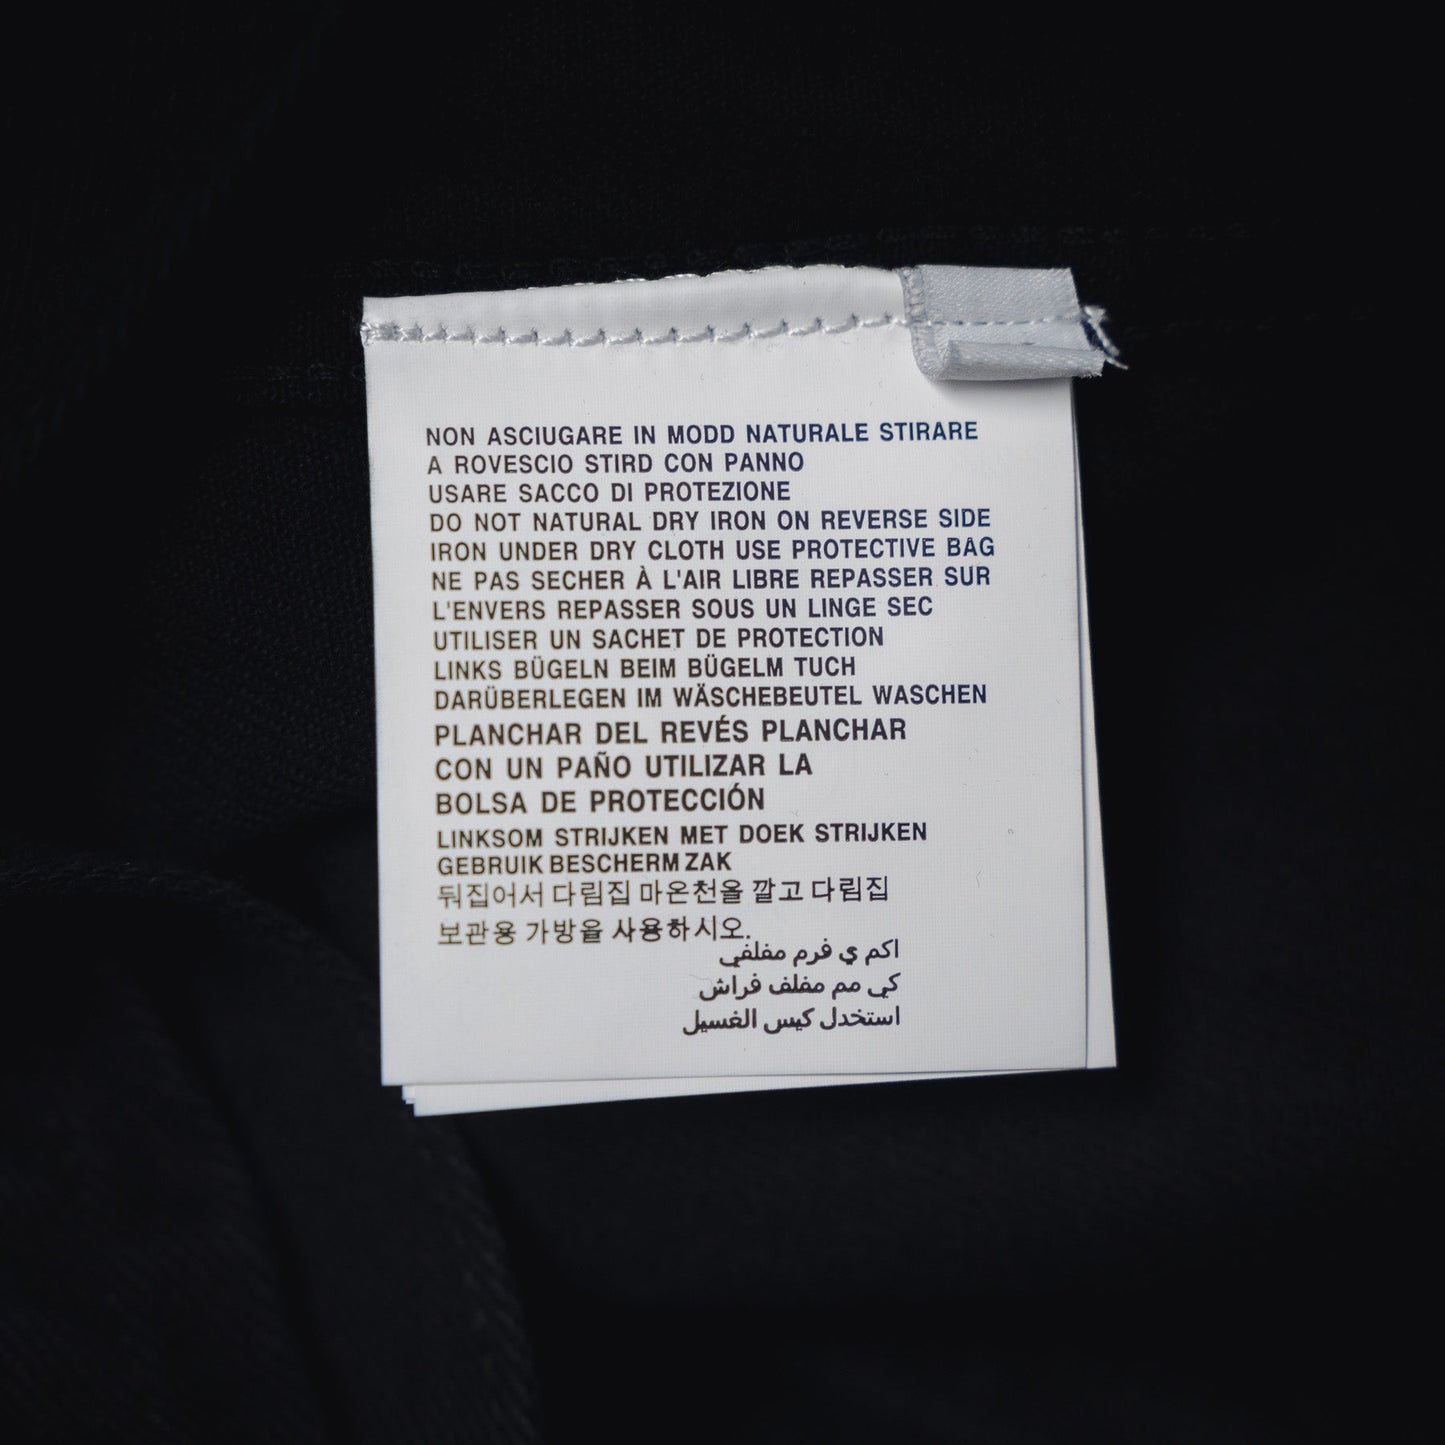 NON ASCIUGARE IN MODD NATURALE STIRARE
A ROVESCIO STIRD CON PANNO
USARE SACCO DI PROTEZIONE
DO NOT NATURAL DRY IRON ON REVERSE SIDE
IRON UNDER DRY CLOTH USE PROTECTIVE BAG
NE PAS SECHER À L'AIR LIBRE REPASSER SUR
L'ENVERS REPASSER SOUS UN LINGE SEC
UTILISER UN SACHET DE PROTECTION
LINKS BÜGELN BEIM BÜGELM TUCH
DARÜBERLEGEN IM WÄSCHEBEUTEL WASCHEN
PLANCHAR DEL REVÉS PLANCHAR
CON UN PAÑO UTILIZAR LA
BOLSA DE PROTECCIÓN
LINKSOM STRIJKEN MET DOEK STRIJKEN
GEBRUIK BESCHERM ZAK
뒤집어서 다림집 마온천올 깔고 다림집
보관용 가방을 사용하시오.
اكم ي فرم مفلفي
كي مم مفلف فراش
استخدل كيس الغسيل